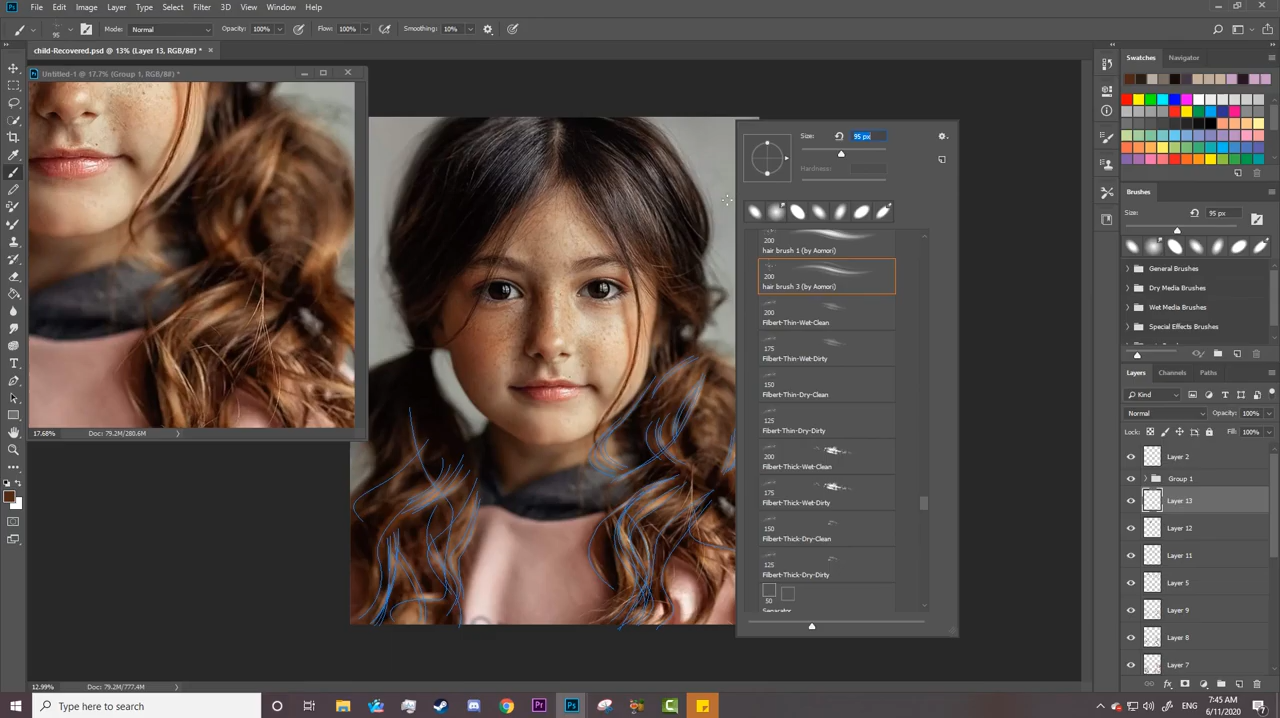 Ps File Edit Image Layer Type Select Filter 3D View Window Help
95 Mode: Normal Opacity: 100% Flow: 100% Smoothing: 10%
child-Recovered.psd @ 13% (Layer 13, RGB/8#) * ×
Untitled-1 @ 17.7% (Group 1, RGB/8#) *
17.68% Doc: 79.2M/280.6M
Size: 95 px
Hardness:
200
hair brush 1 (by Aomori)
200
hair brush 3 (by Aomori)
200
Filbert-Thin-Wet-Clean
175
Filbert-Thin-Wet-Dirty
150
Filbert-Thin-Dry-Clean
125
Filbert-Thin-Dry-Dirty
200
Filbert-Thick-Wet-Clean
175
Filbert-Thick-Wet-Dirty
150
Filbert-Thick-Dry-Clean
125
Filbert-Thick-Dry-Dirty
50
Separator
Swatches Navigator
Brushes
Size: 95 px
General Brushes
Dry Media Brushes
Wet Media Brushes
Special Effects Brushes
Layers Channels Paths
Kind
Normal Opacity: 100%
Lock: Fill: 100%
Layer 2
Group 1
Layer 13
Layer 12
Layer 11
Layer 5
Layer 9
Layer 8
Layer 7
12.99% Doc: 79.2M/777.4M
Type here to search
7:45 AM
6/11/2020